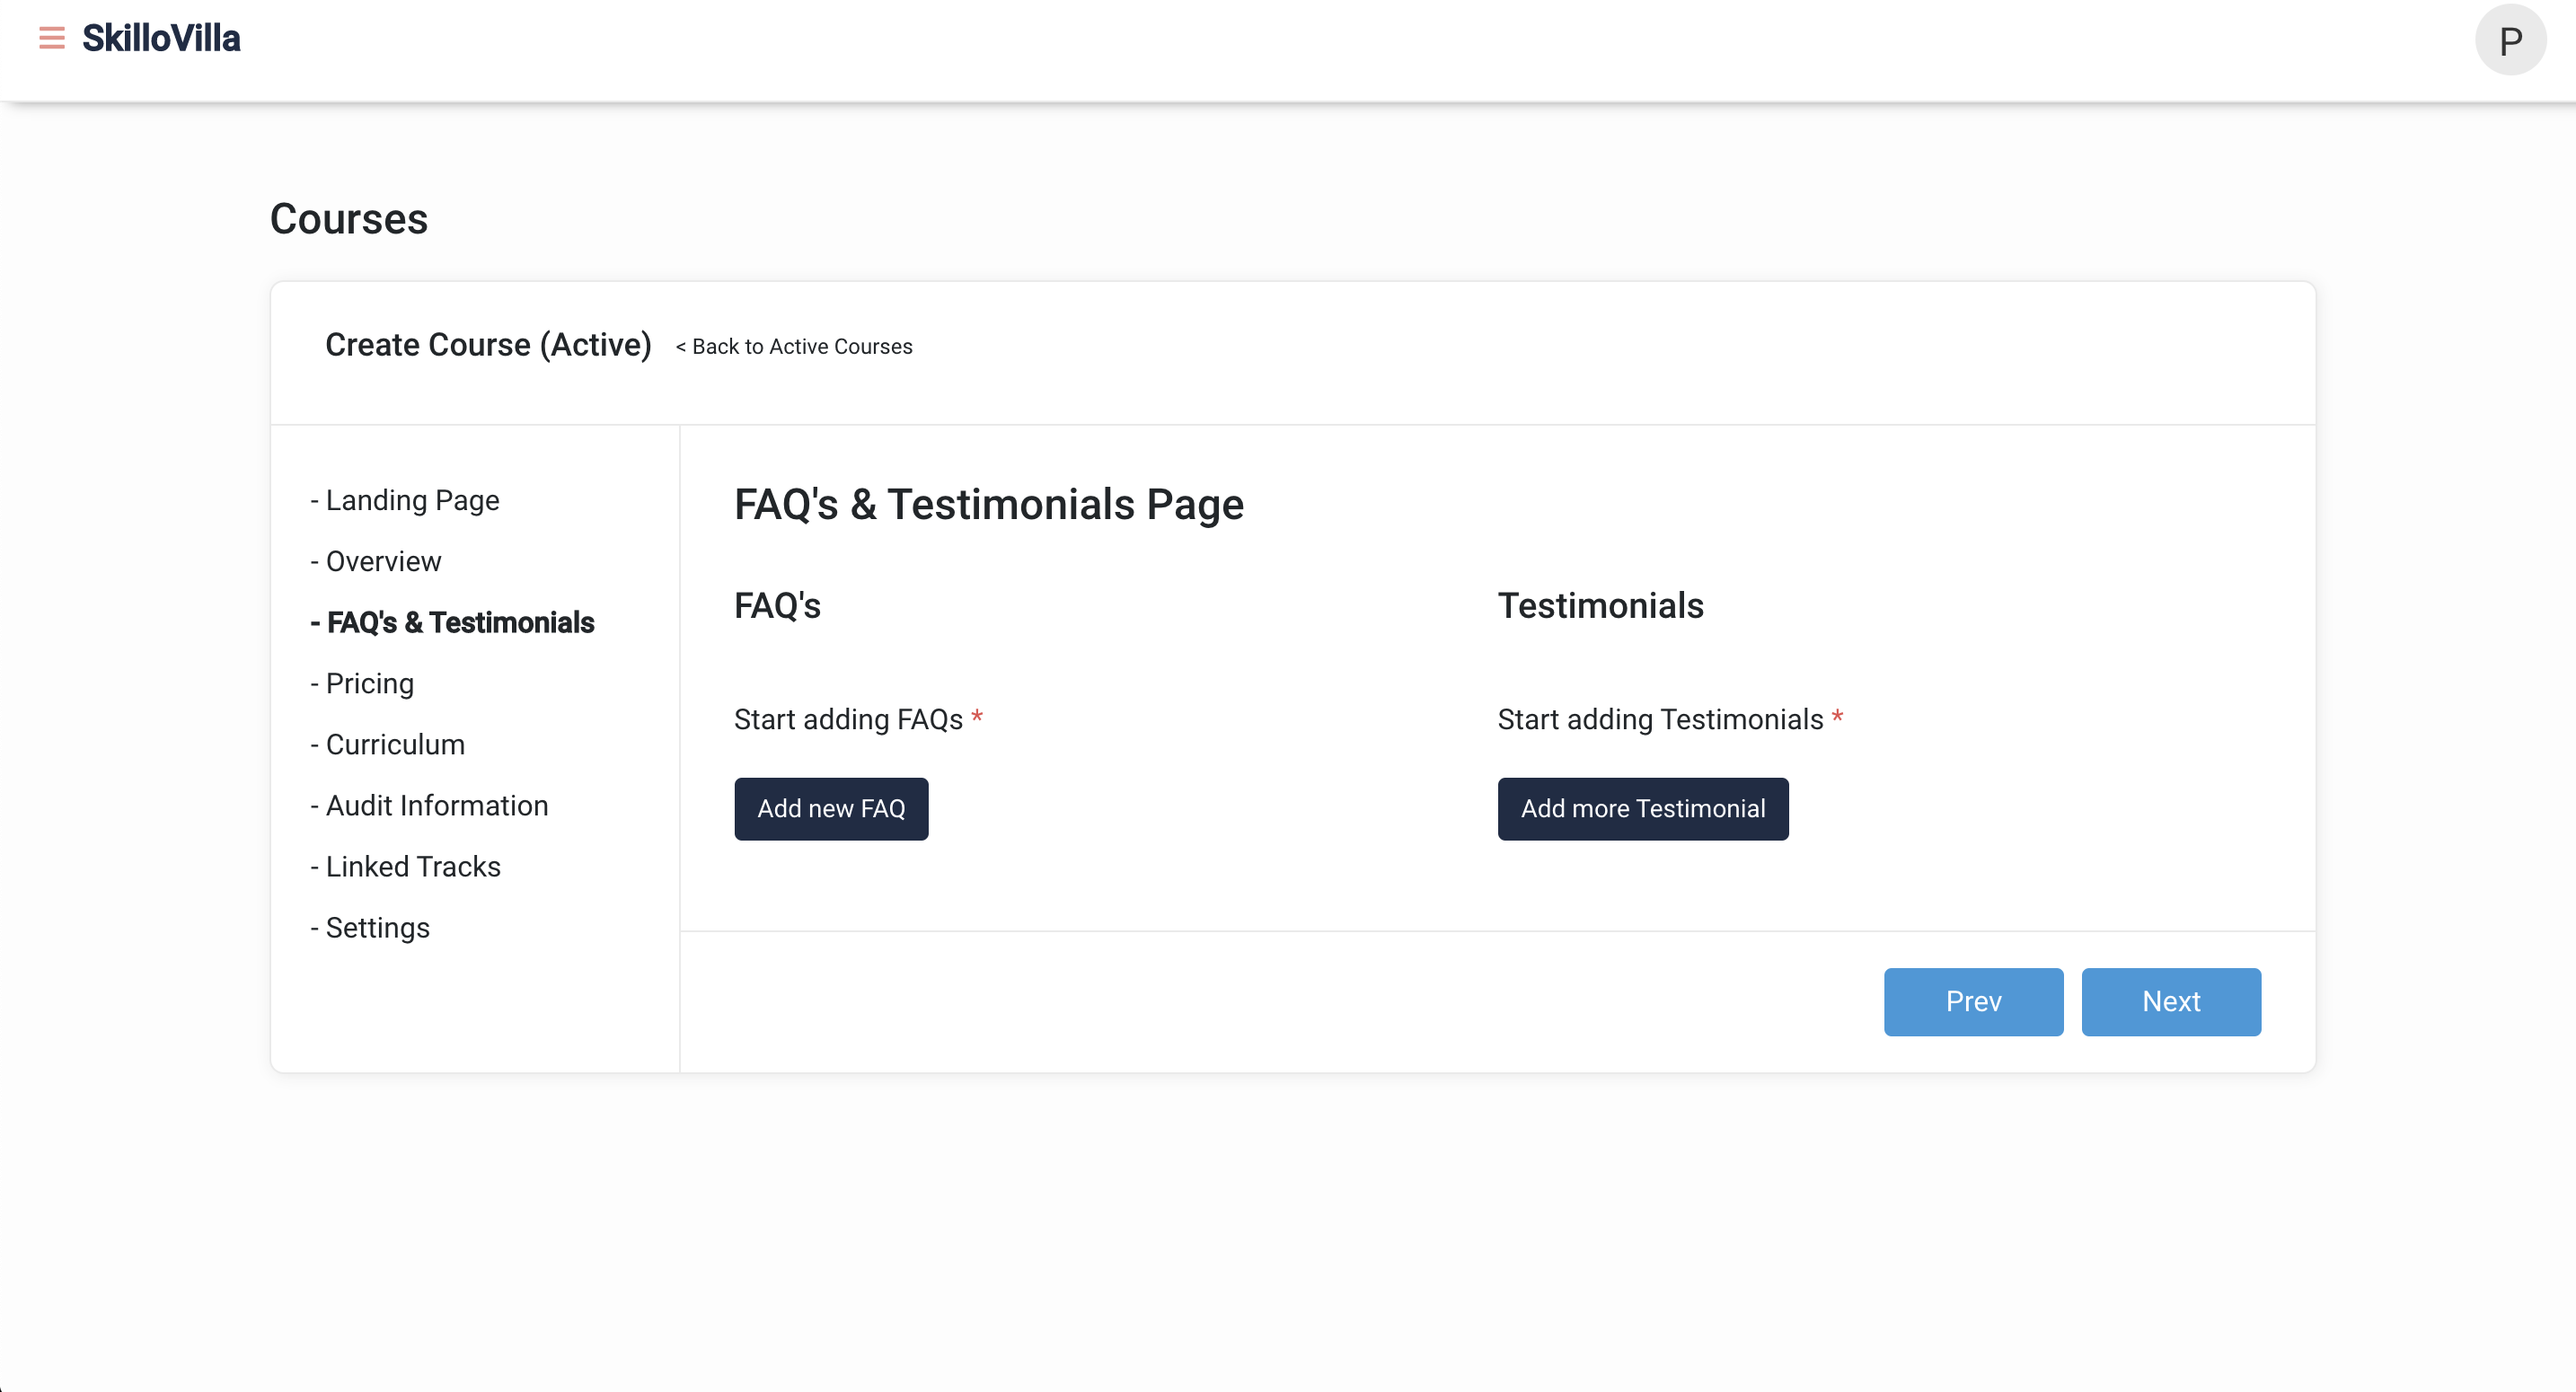 SkilloVilla
P
Courses
Create Course (Active) < Back to Active Courses
- Landing Page
- Overview
- FAQ's & Testimonials
- Pricing
- Curriculum
- Audit Information
- Linked Tracks
- Settings
FAQ's & Testimonials Page
FAQ's
Start adding FAQs *
Add new FAQ
Testimonials
Start adding Testimonials *
Add more Testimonial
Prev
Next